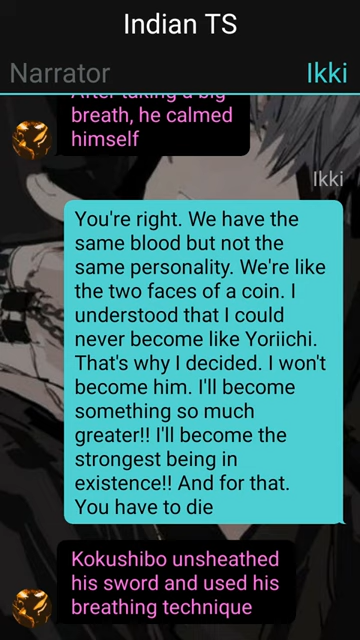 Indian TS
Narrator
Ikki
After taking a big
breath, he calmed
himself
Ikki
You're right. We have the
same blood but not the
same personality. We're like
the two faces of a coin. I
understood that I could
never become like Yoriichi.
That's why I decided. I won't
become him. I'll become
something so much
greater!! I'll become the
strongest being in
existence!! And for that.
You have to die
Kokushibo unsheathed
his sword and used his
breathing technique